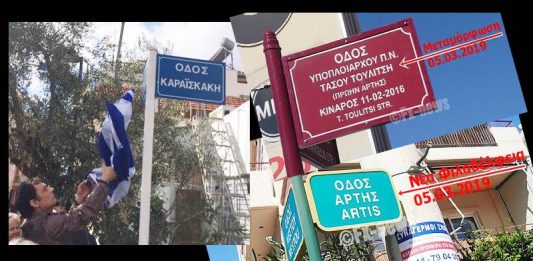 ΟΔΟΣ
ΚΑΡΑΪΣΚΑΚΗ
ΟΔΟΣ
ΥΠΟΠΛΟΙΑΡΧΟΥ Π.Ν.
ΤΑΣΟΥ ΤΟΥΛΙΤΣΗ
(ΠΡΩΗΝ ΑΡΤΗΣ)
ΚΙΝΑΡΟΣ 11-02-2016
T. TOULITSI STR.
Μεταμόρφωση
05.03.2019
ΟΔΟΣ
ΑΡΤΗΣ
ARTIS
Νέα Φιλαδέλφεια
05.03.2019
ΣΥΝΑΓΕΡΜΟΙ